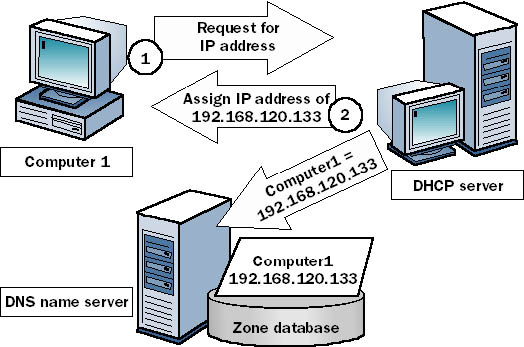 Request for
IP address
1
Assign IP address of
192.168.120.133
2
Computer 1
DHCP server
Computer1 =
192.168.120.133
DNS name server
Computer1
192.168.120.133
Zone database